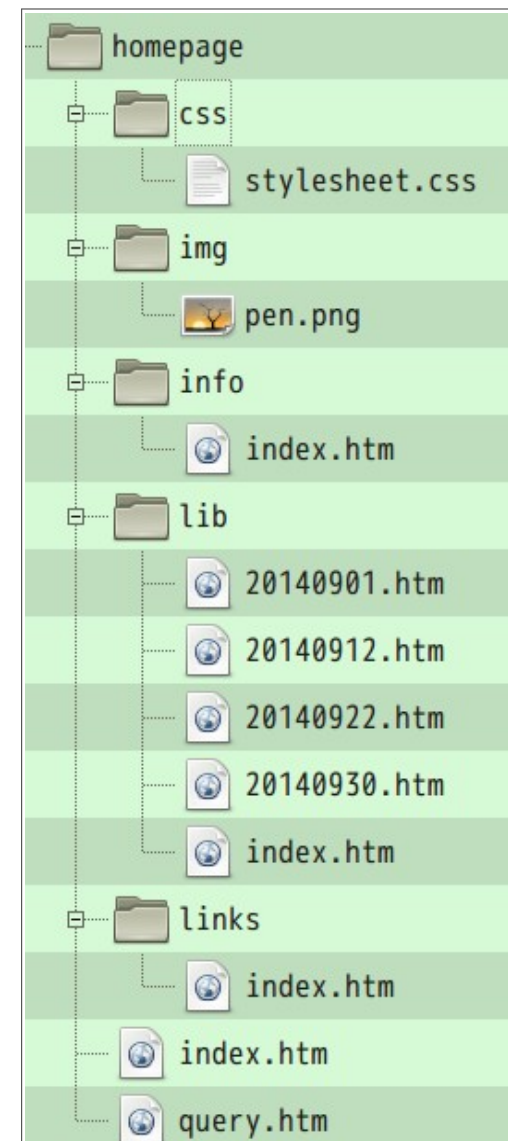 homepage
css
stylesheet.css
img
pen.png
info
index.htm
lib
20140901.htm
20140912.htm
20140922.htm
20140930.htm
index.htm
links
index.htm
index.htm
query.htm